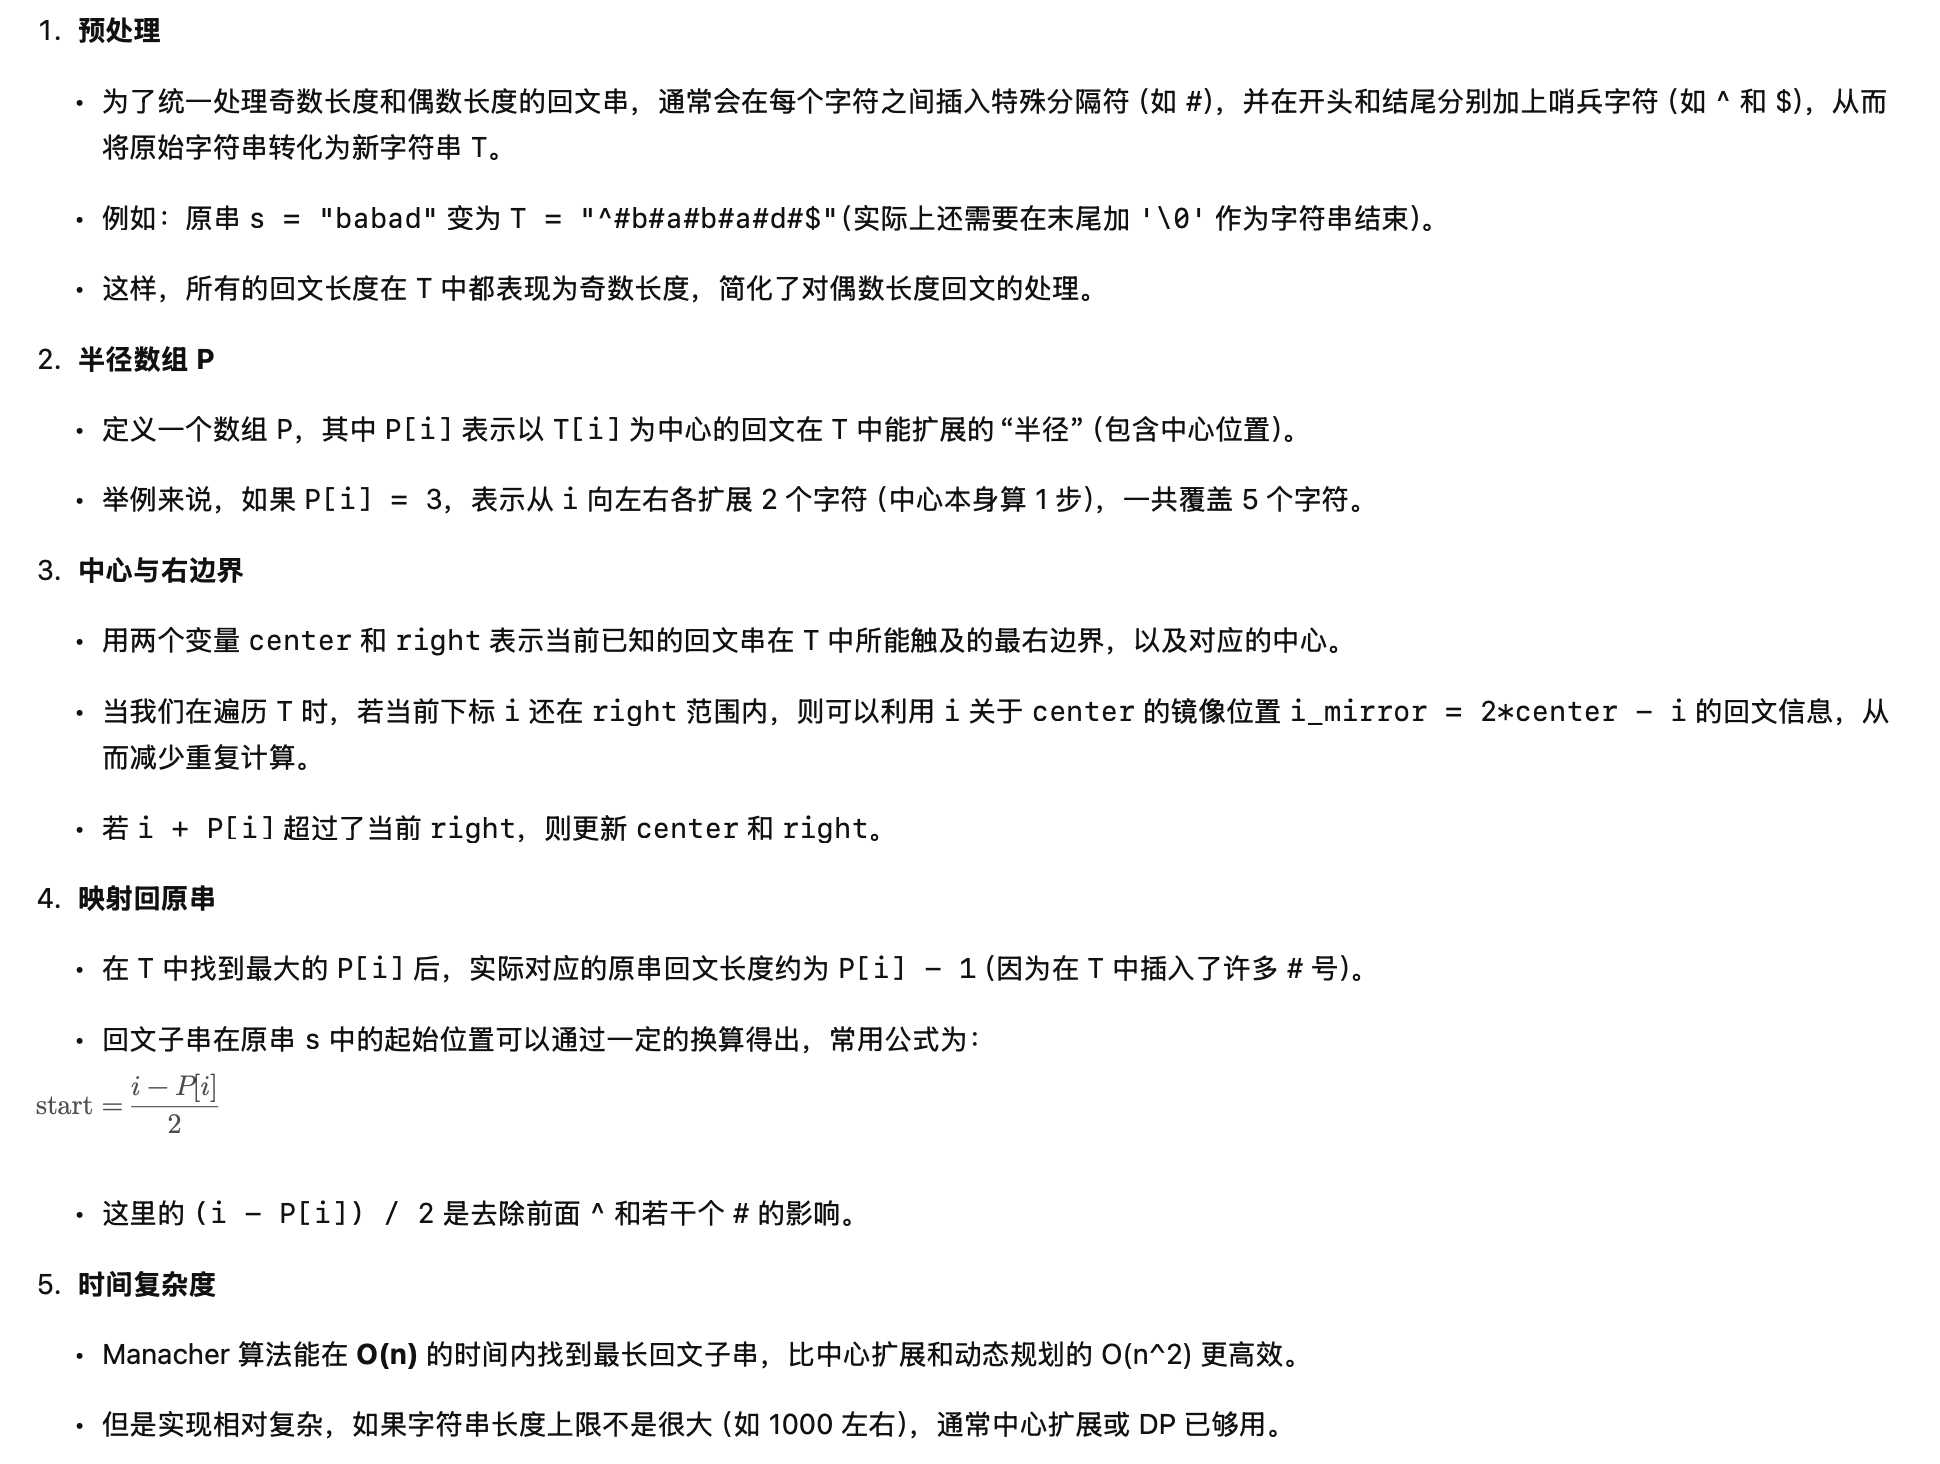 1. 预处理
• 为了统一处理奇数长度和偶数长度的回文串，通常会在每个字符之间插入特殊分隔符 (如 #)，并在开头和结尾分别加上哨兵字符 (如 ^ 和 $)，从而
将原始字符串转化为新字符串 T。
• 例如：原串 s = "babad" 变为 T = "^#b#a#b#a#d#$"(实际上还需要在末尾加 '\0' 作为字符串结束)。
• 这样，所有的回文长度在 T 中都表现为奇数长度，简化了对偶数长度回文的处理。
2. 半径数组 P
• 定义一个数组 P，其中 P[i] 表示以 T[i] 为中心的回文在 T 中能扩展的 “半径” (包含中心位置)。
• 举例来说，如果 P[i] = 3，表示从 i 向左右各扩展 2 个字符 (中心本身算 1 步)，一共覆盖 5 个字符。
3. 中心与右边界
• 用两个变量 center 和 right 表示当前已知的回文串在 T 中所能触及的最右边界，以及对应的中心。
• 当我们在遍历 T 时，若当前下标 i 还在 right 范围内，则可以利用 i 关于 center 的镜像位置 i_mirror = 2*center - i 的回文信息，从
而减少重复计算。
• 若 i + P[i] 超过了当前 right，则更新 center 和 right。
4. 映射回原串
• 在 T 中找到最大的 P[i] 后，实际对应的原串回文长度约为 P[i] - 1 (因为在 T 中插入了许多 # 号)。
• 回文子串在原串 s 中的起始位置可以通过一定的换算得出，常用公式为：
start = \frac{i - P[i]}{2}
• 这里的 (i - P[i]) / 2 是去除前面 ^ 和若干个 # 的影响。
5. 时间复杂度
• Manacher 算法能在 O(n) 的时间内找到最长回文子串，比中心扩展和动态规划的 O(n^2) 更高效。
• 但是实现相对复杂，如果字符串长度上限不是很大 (如 1000 左右)，通常中心扩展或 DP 已够用。